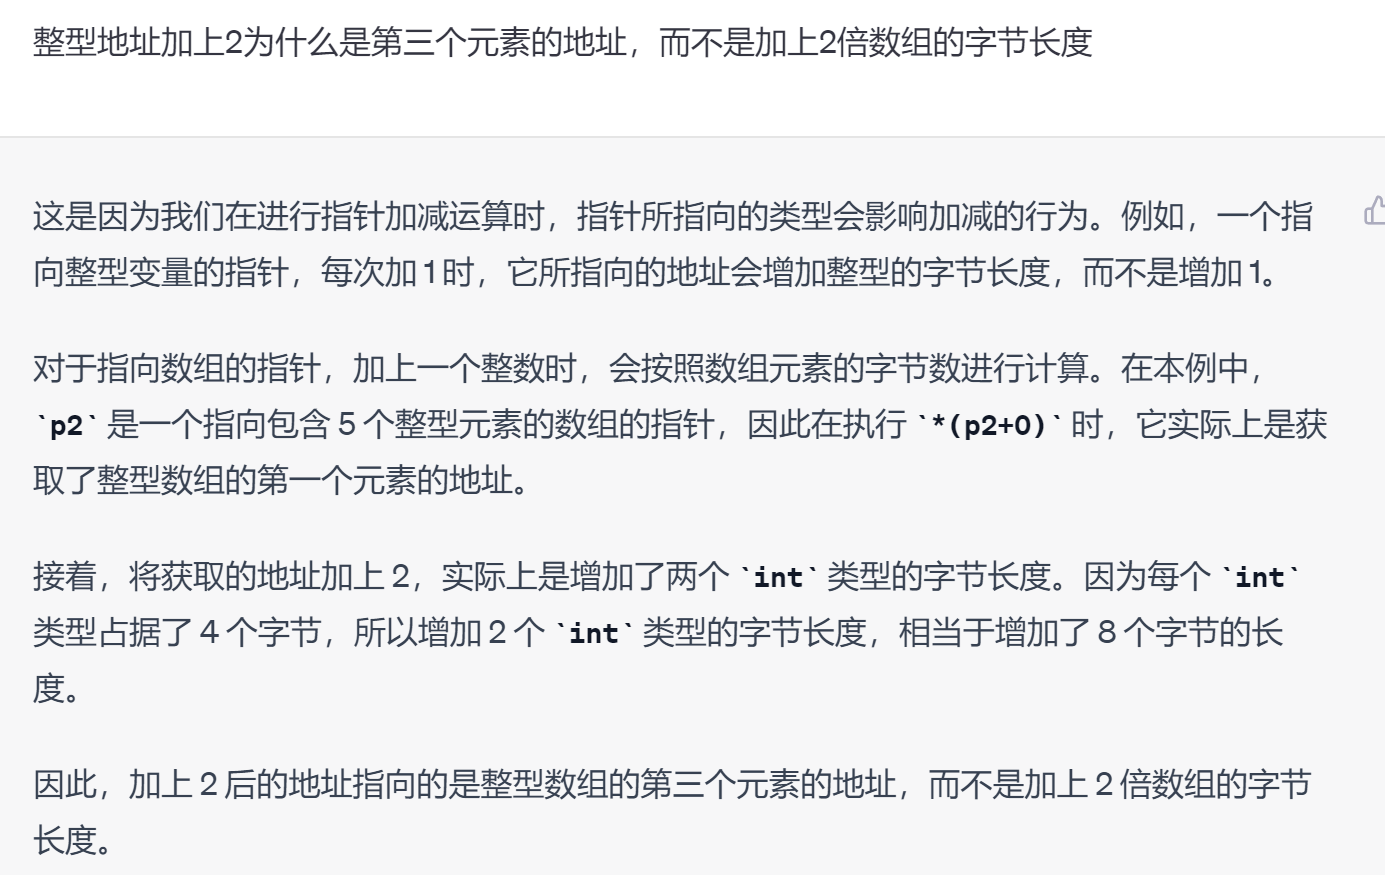 整型地址加上2为什么是第三个元素的地址，而不是加上2倍数组的字节长度
这是因为我们在进行指针加减运算时，指针所指向的类型会影响加减的行为。例如，一个指
向整型变量的指针，每次加1时，它所指向的地址会增加整型的字节长度，而不是增加1。
对于指向数组的指针，加上一个整数时，会按照数组元素的字节数进行计算。在本例中，
`p2` 是一个指向包含 5 个整型元素的数组的指针，因此在执行 `*(p2+0)` 时，它实际上是获
取了整型数组的第一个元素的地址。
接着，将获取的地址加上 2，实际上是增加了两个 `int` 类型的字节长度。因为每个 `int`
类型占据了 4 个字节，所以增加 2 个 `int` 类型的字节长度，相当于增加了 8 个字节的长
度。
因此，加上 2 后的地址指向的是整型数组的第三个元素的地址，而不是加上 2 倍数组的字节
长度。